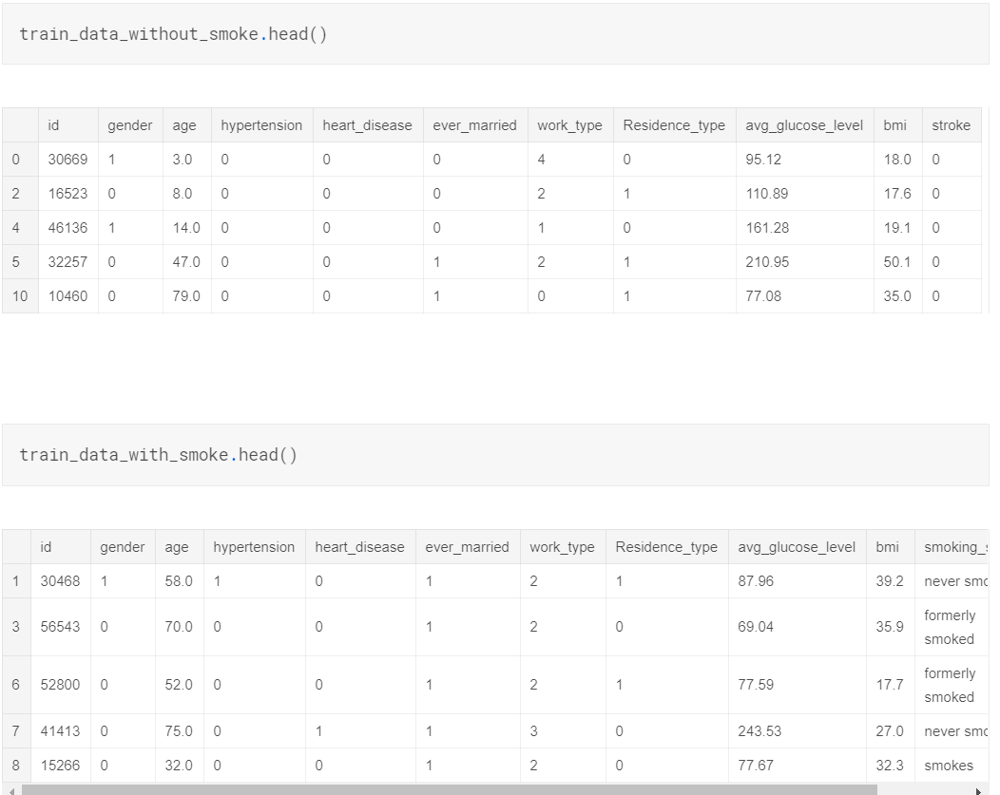 train_data_without_smoke.head()
id gender age hypertension heart_disease ever_married work_type Residence_type avg_glucose_level bmi stroke
0 30669 1 3.0 0 0 0 4 0 95.12 18.0 0
2 16523 0 8.0 0 0 0 2 1 110.89 17.6 0
4 46136 1 14.0 0 0 0 1 0 161.28 19.1 0
5 32257 0 47.0 0 0 1 2 1 210.95 50.1 0
10 10460 0 79.0 0 0 1 0 1 77.08 35.0 0
train_data_with_smoke.head()
id gender age hypertension heart_disease ever_married work_type Residence_type avg_glucose_level bmi smoking_
1 30468 1 58.0 1 0 1 2 1 87.96 39.2 never smo
3 56543 0 70.0 0 0 1 2 0 69.04 35.9 formerly
smoked
6 52800 0 52.0 0 0 1 2 1 77.59 17.7 formerly
smoked
7 41413 0 75.0 0 1 1 3 0 243.53 27.0 never smo
8 15266 0 32.0 0 0 1 2 0 77.67 32.3 smokes